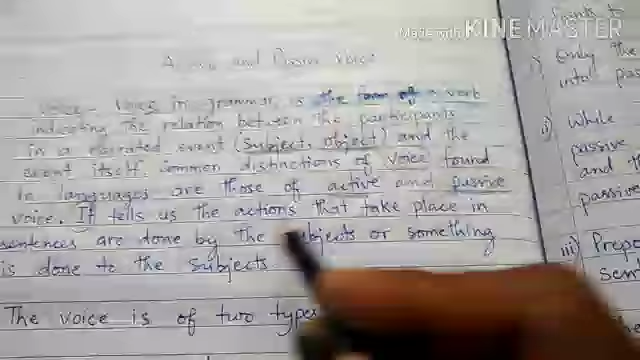 Made with KINEMASTER
Active and Passive Voice
Voice - Voice in grammar is the form of a verb
indicating the relation between the participants
in a narrated event (Subject, object) and the
event itself. Common distinctions of voice found
in languages are those of active and passive
voice. It tells us the actions that take place in
sentences are done by the subjects or something
is done to the Subjects
The voice is of two types
i) Only the
into pas
ii) While
passive
and
passive
iii) Prepo
sent